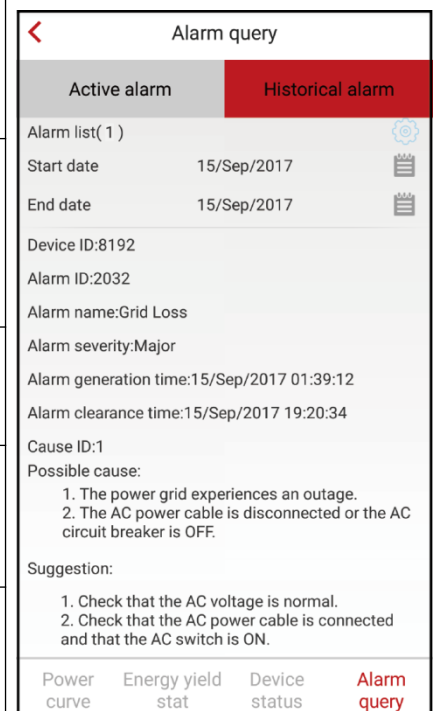 Alarm query
Active alarm
Historical alarm
Alarm list( 1 )
Start date 15/Sep/2017
End date 15/Sep/2017
Device ID:8192
Alarm ID:2032
Alarm name:Grid Loss
Alarm severity:Major
Alarm generation time:15/Sep/2017 01:39:12
Alarm clearance time:15/Sep/2017 19:20:34
Cause ID:1
Possible cause:
1. The power grid experiences an outage.
2. The AC power cable is disconnected or the AC
circuit breaker is OFF.
Suggestion:
1. Check that the AC voltage is normal.
2. Check that the AC power cable is connected
and that the AC switch is ON.
Power
curve
Energy yield
stat
Device
status
Alarm
query